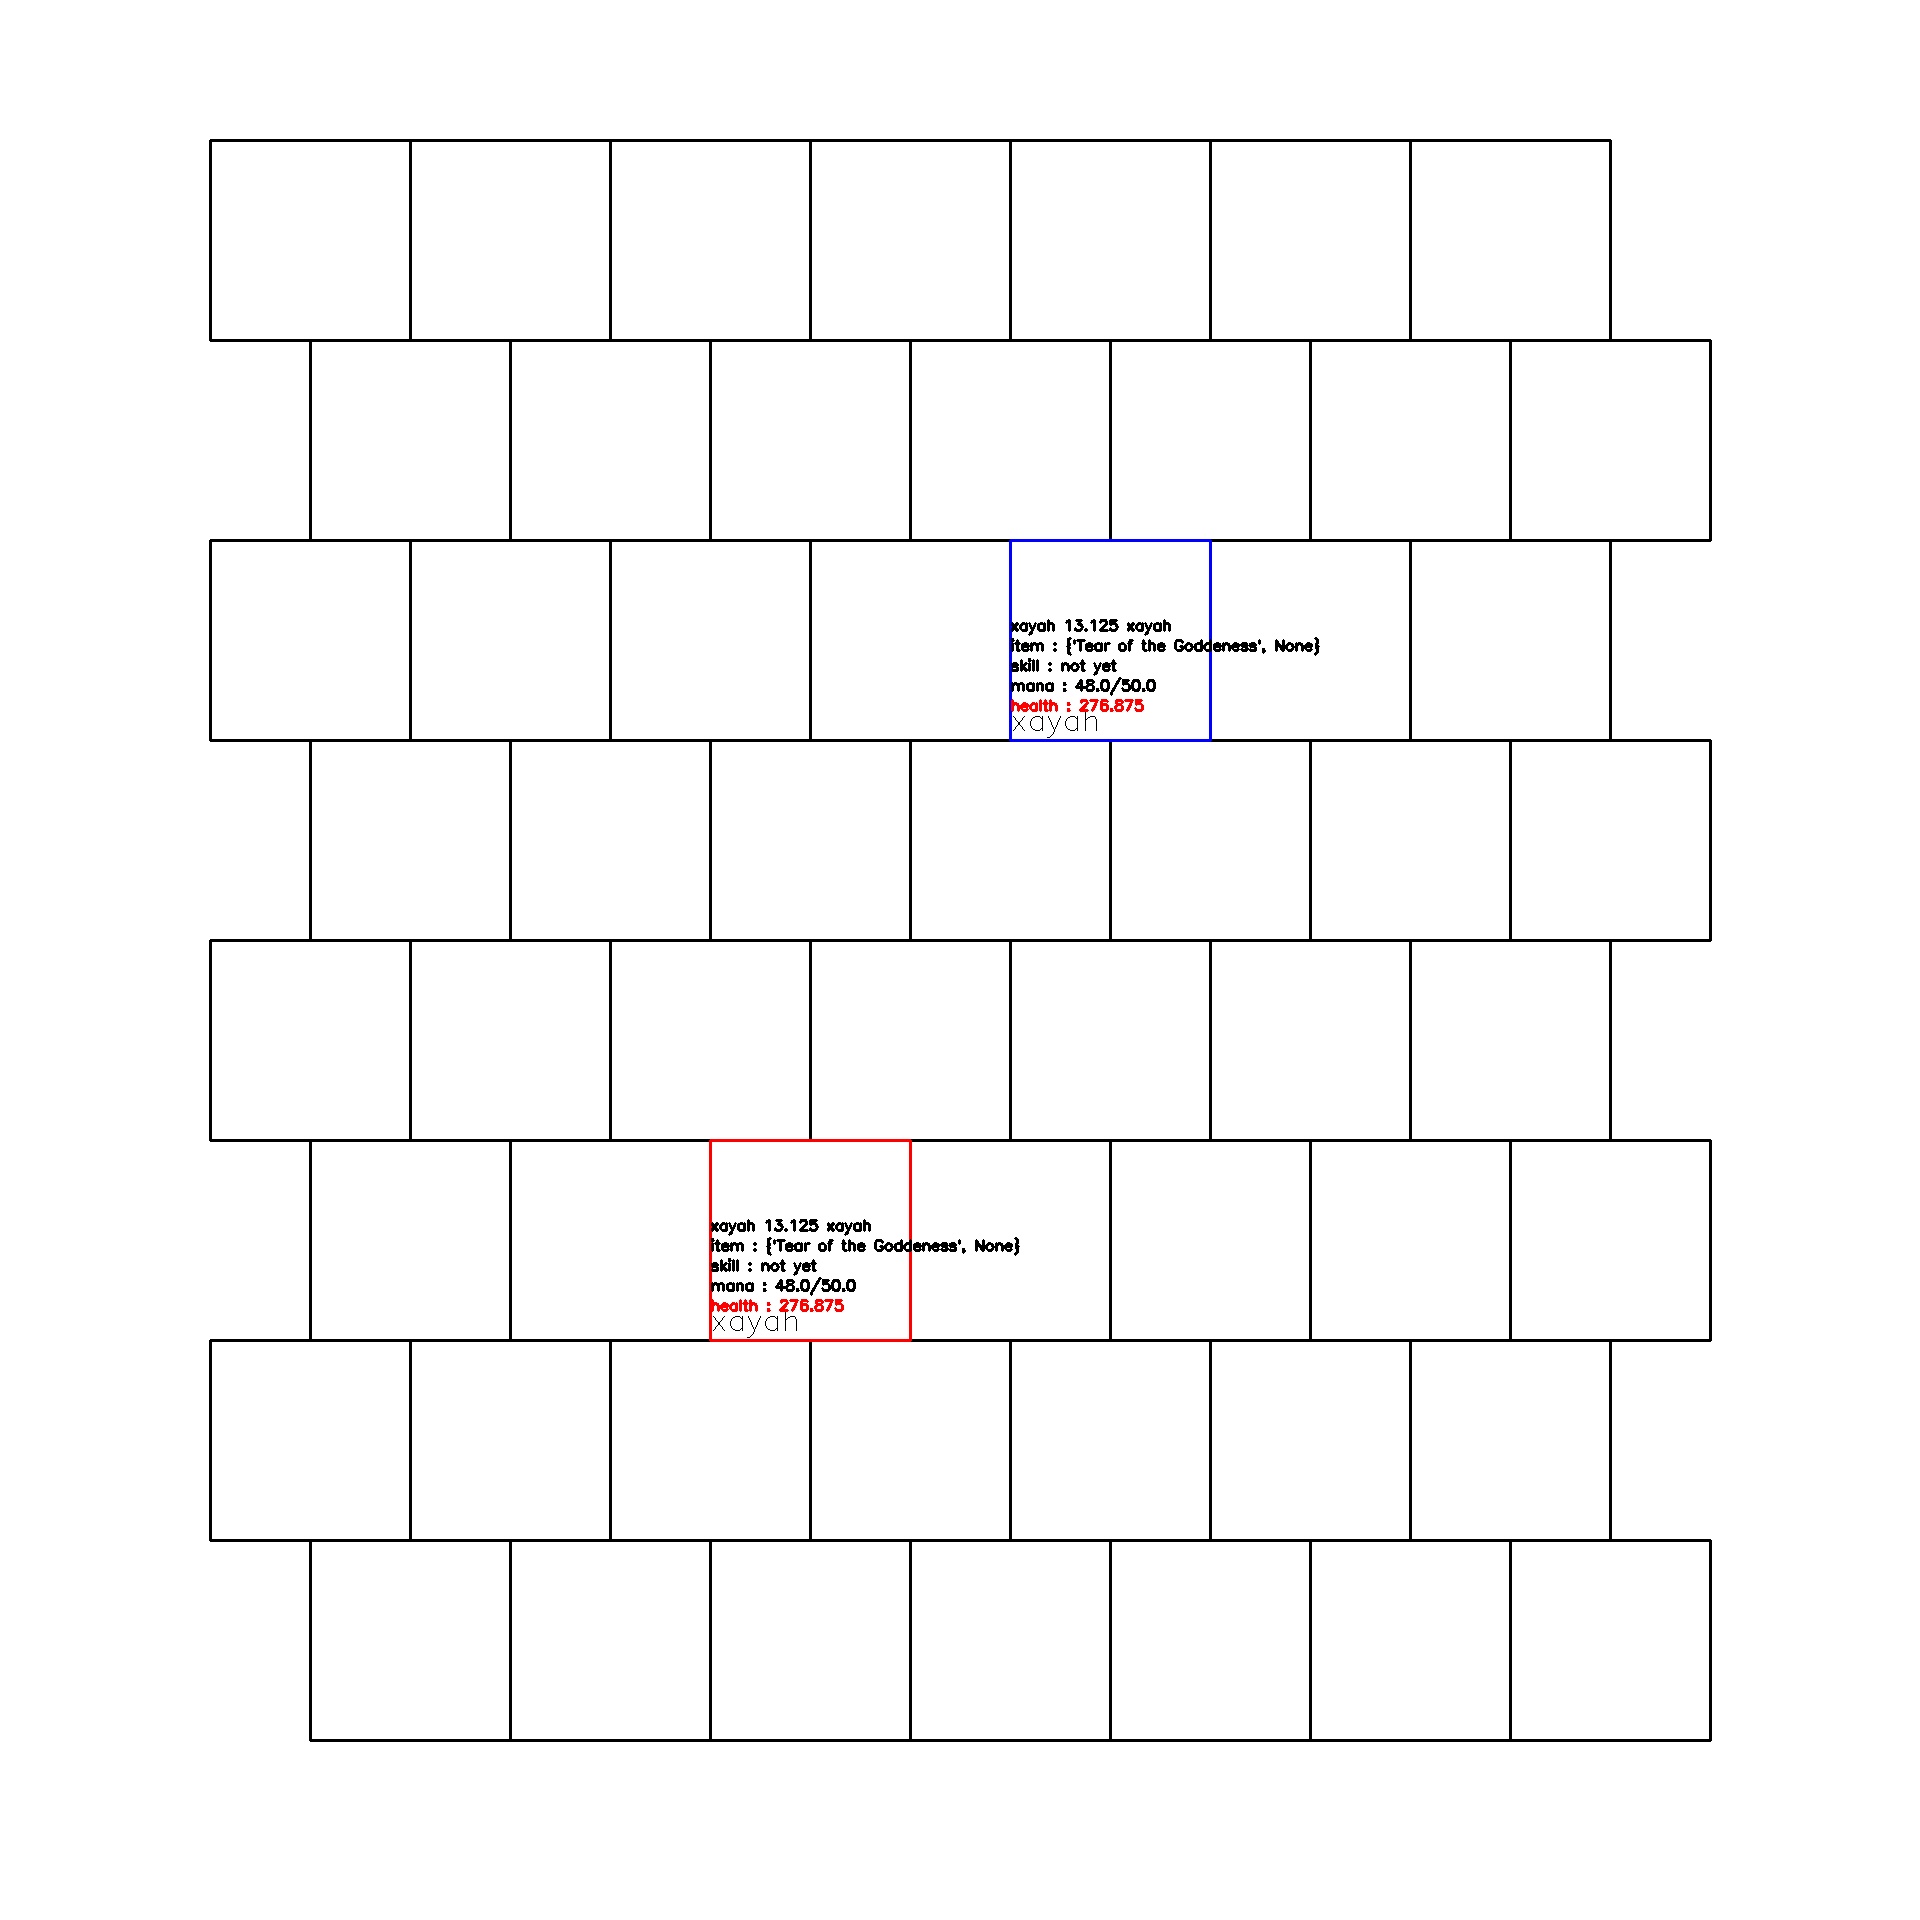 xayah 13.125 xayah
item : {'Tear of the Goddeness', None}
skill : not yet
mana : 48.0/50.0
health : 276.875
xayah
xayah 13.125 xayah
item : {'Tear of the Goddeness', None}
skill : not yet
mana : 48.0/50.0
health : 276.875
xayah